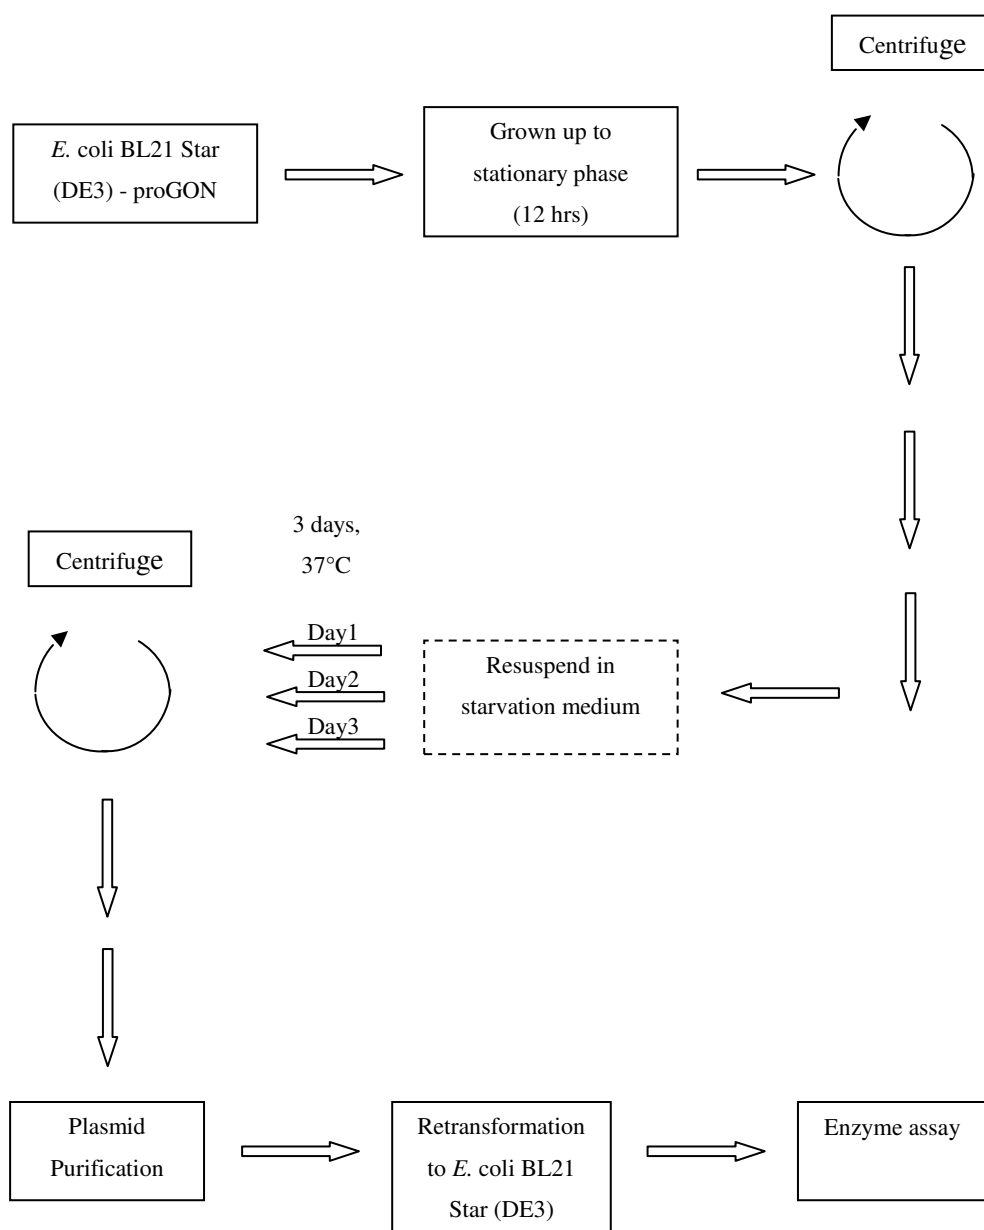 Centrifuge
E. coli BL21 Star
(DE3) - proGON
Grown up to
stationary phase
(12 hrs)
3 days,
37°C
Centrifuge
Day1
Day2
Day3
Resuspend in
starvation medium
Plasmid
Purification
Retransformation
to E. coli BL21
Star (DE3)
Enzyme assay